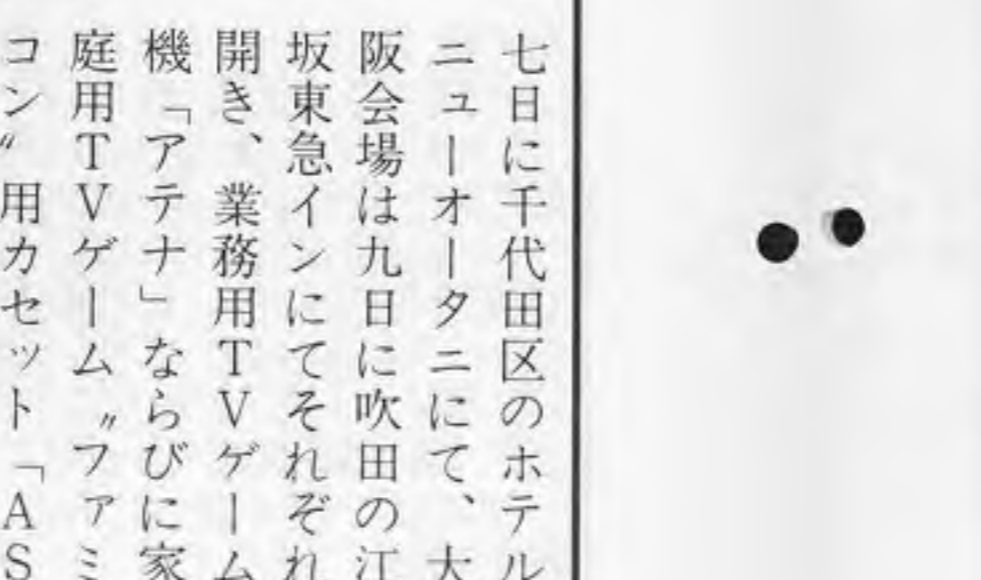 七日に千代田区のホテル
ニューオータニにて、大
阪会場は九日に吹田の江
坂東急インにてそれぞれ
開き、業務用TVゲーム
機「アテナ」ならびに家
庭用TVゲーム〝ファミ
コン〟用カセット「AS